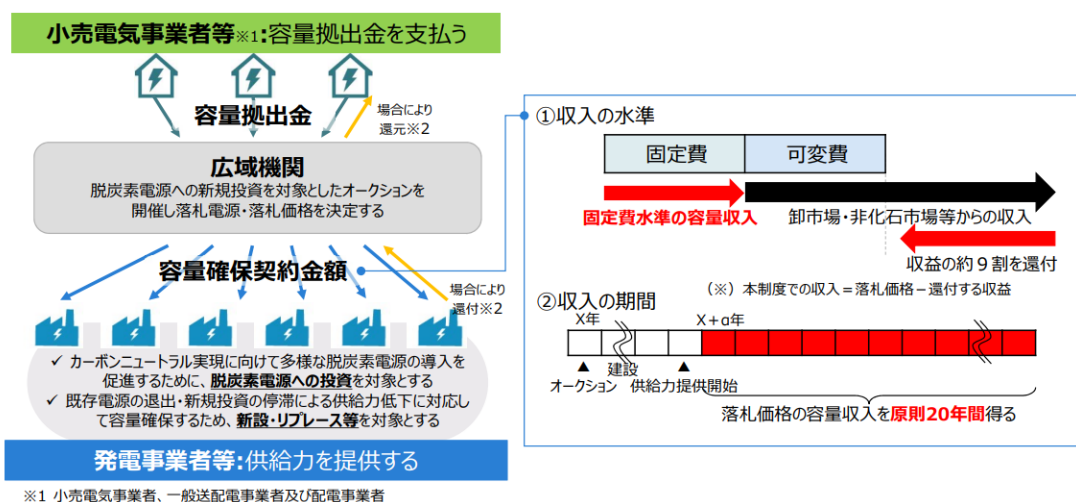 小売電気事業者等※1:容量拠出金を支払う
容量拠出金
場合により
還元※2
広域機関
脱炭素電源への新規投資を対象としたオークションを
開催し落札電源・落札価格を決定する
容量確保契約金額
場合により
還付※2
✓ カーボンニュートラル実現に向けて多様な脱炭素電源の導入を
促進するために、脱炭素電源への投資を対象とする
✓ 既存電源の退出・新規投資の停滞による供給力低下に対応し
て容量確保するため、新設・リプレース等を対象とする
発電事業者等:供給力を提供する
※1 小売電気事業者、一般送配電事業者及び配電事業者
①収入の水準
固定費
可変費
固定費水準の容量収入
卸市場・非化石市場等からの収入
収益の約9割を還付
(※)本制度での収入=落札価格-還付する収益
②収入の期間
X年
X+α年
▲
建設
▲
オークション
供給力提供開始
落札価格の容量収入を原則20年間得る